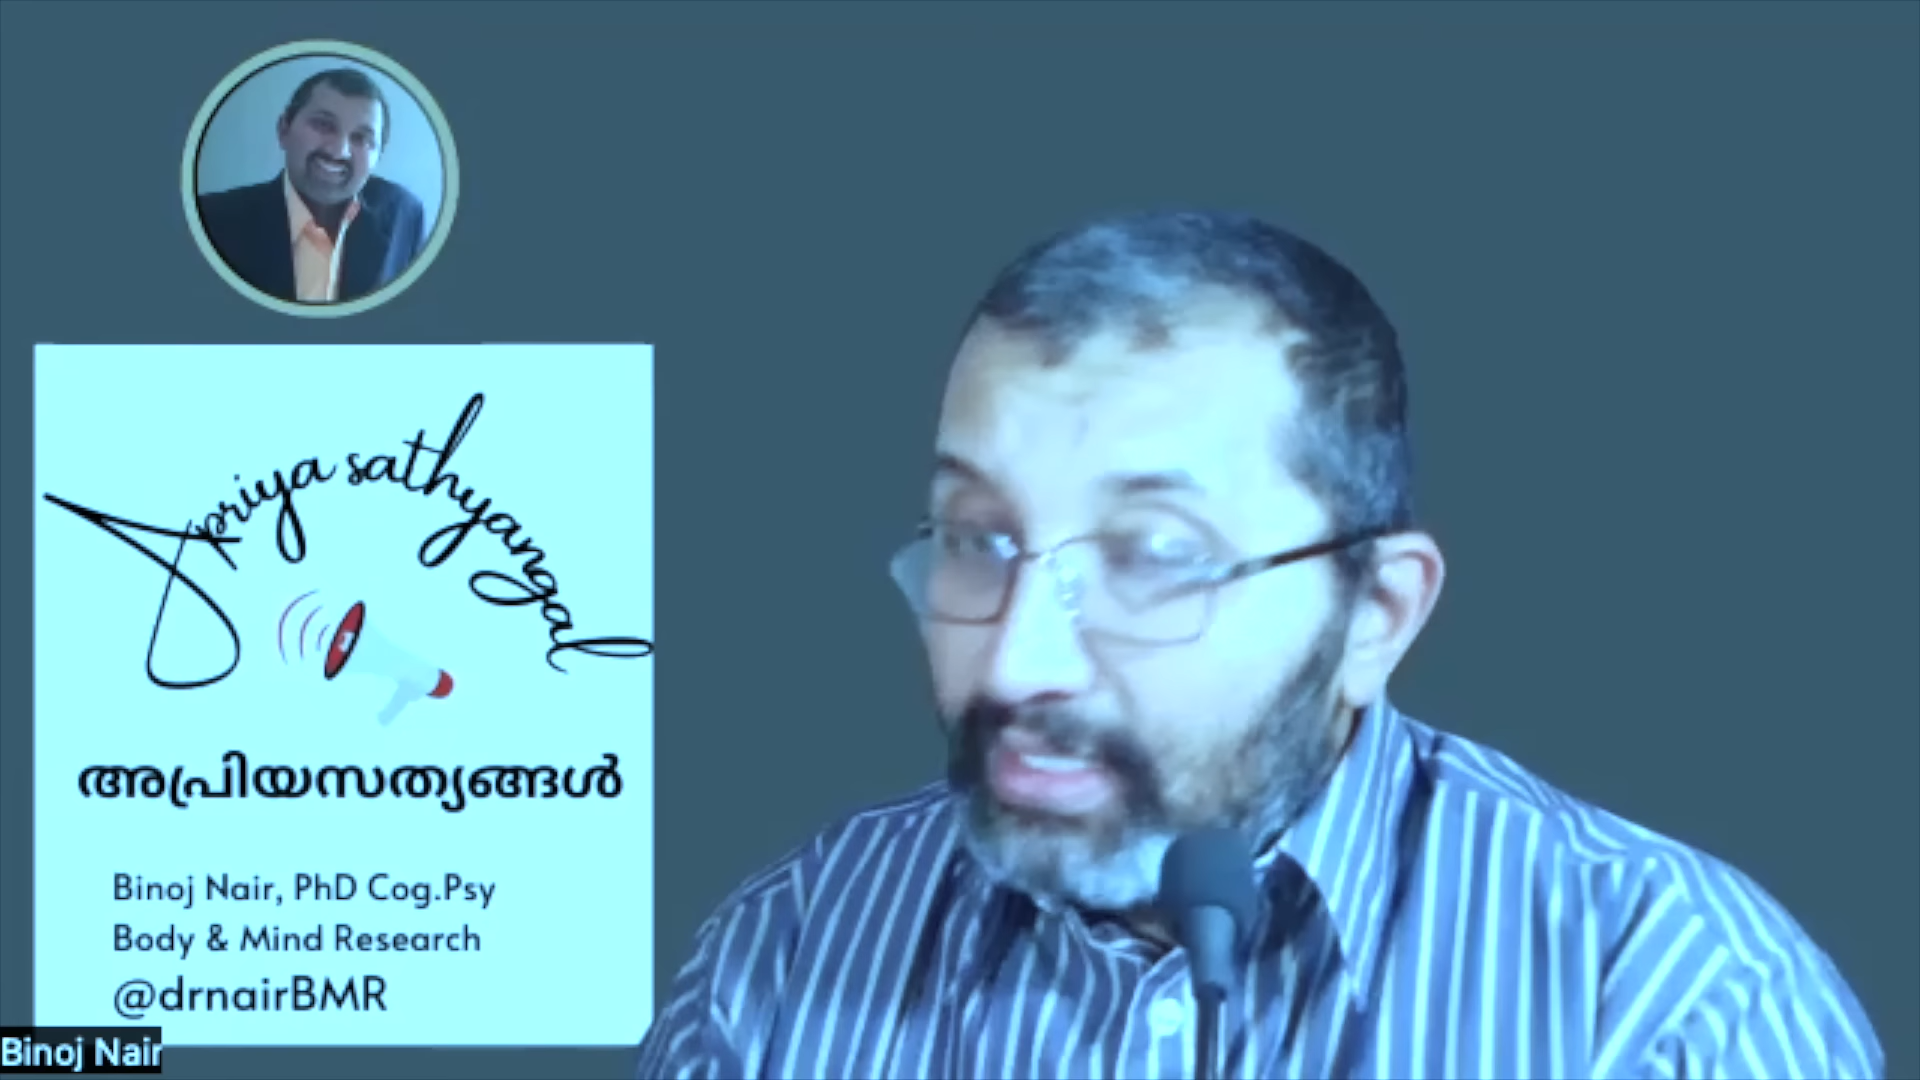 Apriya sathyangal
അപ്രിയസത്യങ്ങൾ
Binoj Nair, PhD Cog.Psy
Body & Mind Research
@drnairBMR
Binoj Nair